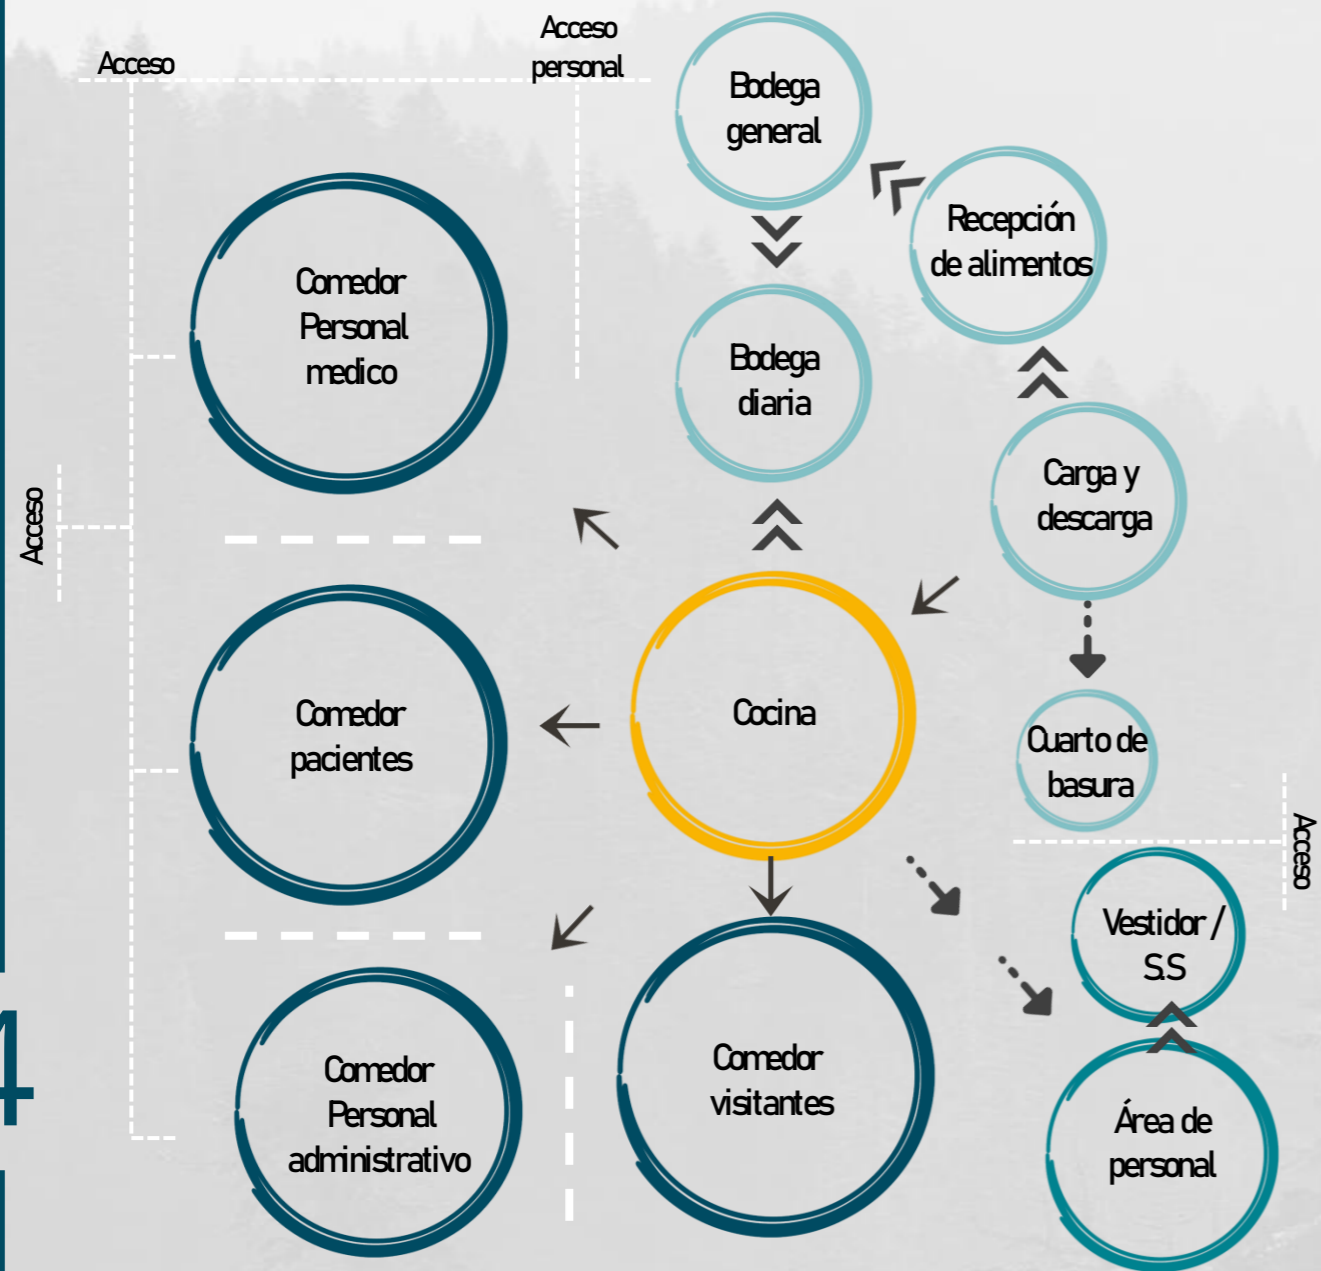 Acceso
Acceso
personal
Bodega
general
Recepción
de alimentos
Comedor
Personal
medico
Bodega
diaria
Carga y
descarga
Acceso
Comedor
pacientes
Cocina
Cuarto de
basura
Acceso
Vestidor /
S.S
4
Comedor
Personal
administrativo
Comedor
visitantes
Área de
personal